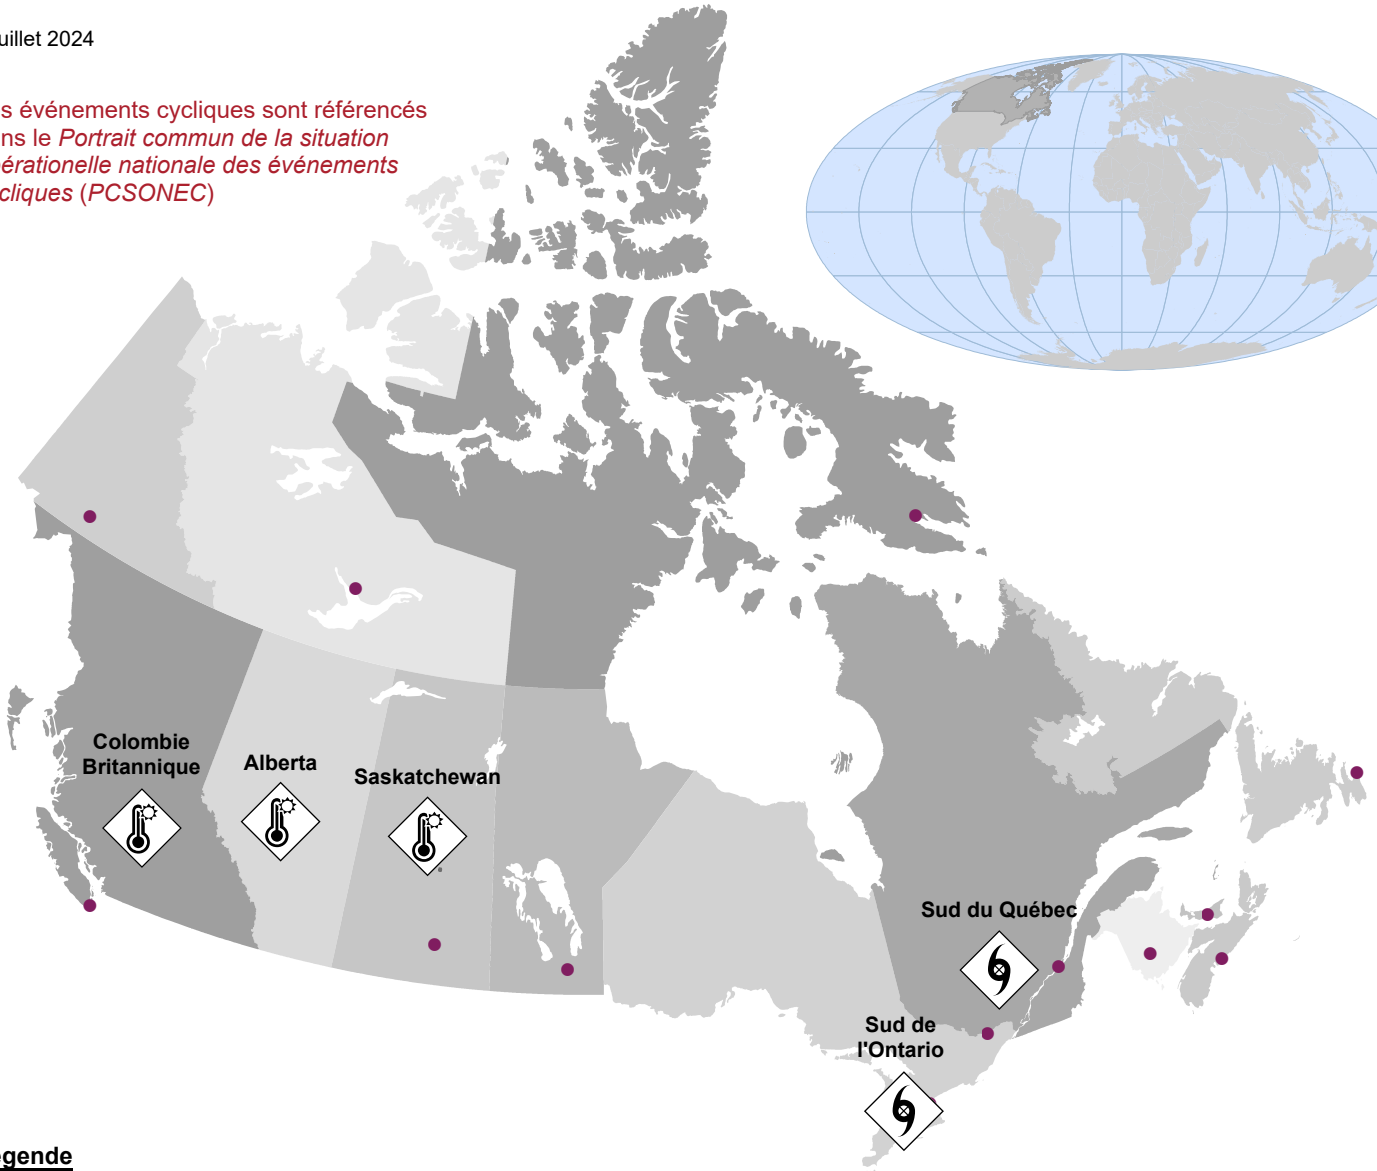 uillet 2024
s événements cycliques sont référencés
ns le Portrait commun de la situation
érationelle nationale des événements
cliques (PCSONEC)
Colombie
Britannique
Alberta
Saskatchewan
Sud du Québec
Sud de
l'Ontario
gende